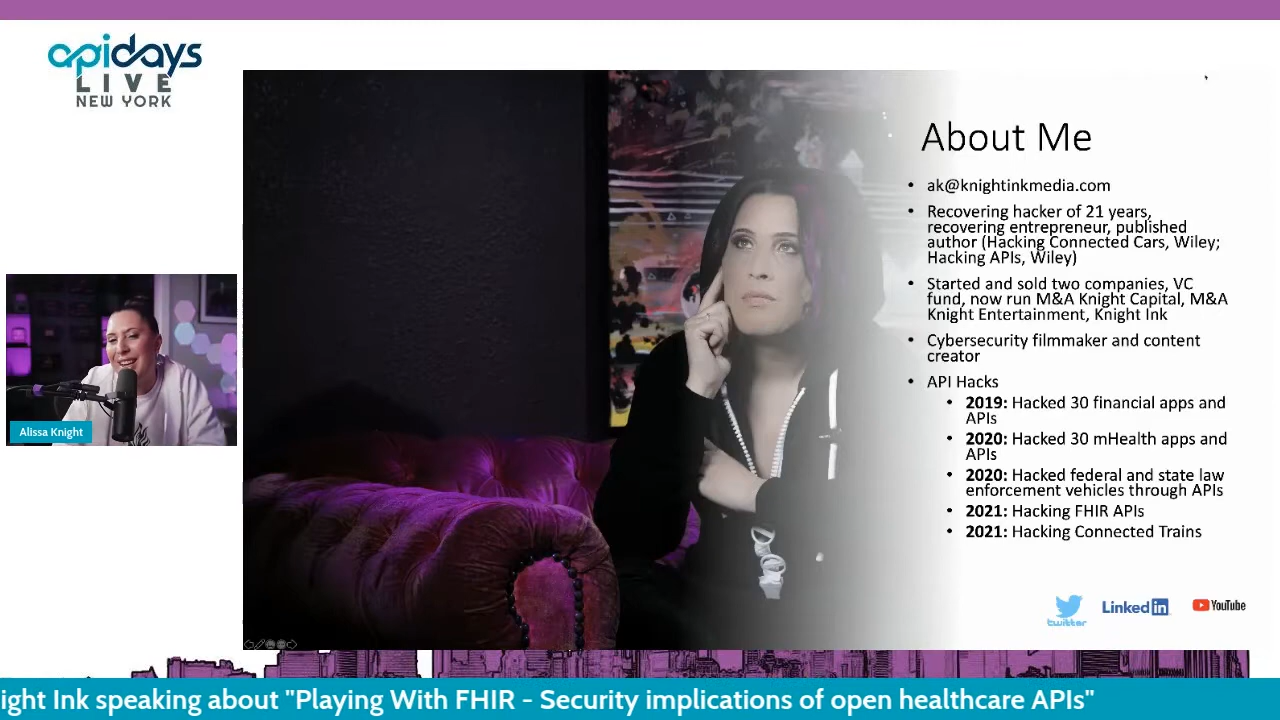 apidays
LIVE
NEW YORK
About Me
• ak@knightinkmedia.com
• Recovering hacker of 21 years,
recovering entrepreneur, published
author (Hacking Connected Cars, Wiley;
Hacking APIs, Wiley)
• Started and sold two companies, VC
fund, now run M&A Knight Capital, M&A
Knight Entertainment, Knight Ink
• Cybersecurity filmmaker and content
creator
• API Hacks
• 2019: Hacked 30 financial apps and
APIs
• 2020: Hacked 30 mHealth apps and
APIs
• 2020: Hacked federal and state law
enforcement vehicles through APIs
• 2021: Hacking FHIR APIs
• 2021: Hacking Connected Trains
Alissa Knight
twitter
LinkedIn
YouTube
ight Ink speaking about "Playing With FHIR - Security implications of open healthcare APIs"